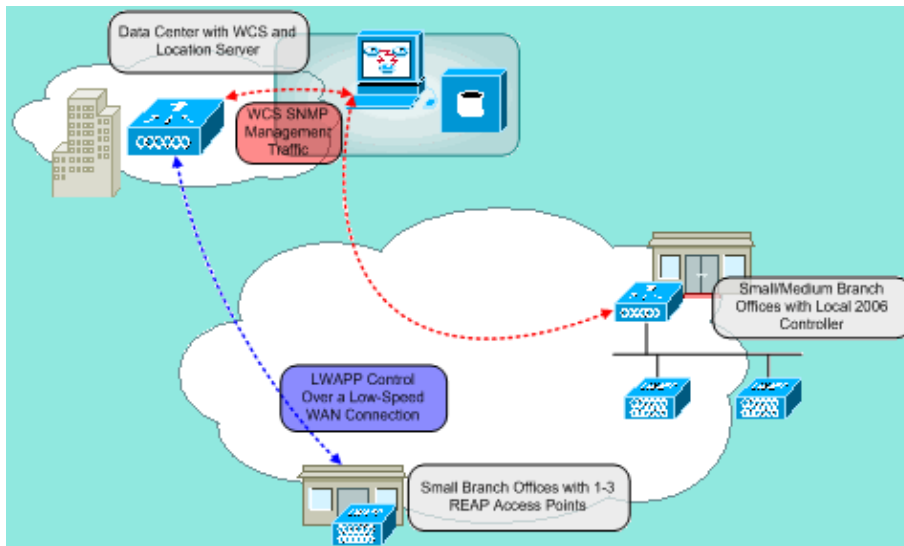 Data Center with WCS and
Location Server
WCS SNMP
Management
Traffic
Small/Medium Branch
Offices with Local 2006
Controller
LWAPP Control
Over a Low-Speed
WAN Connection
Small Branch Offices with 1-3
REAP Access Points